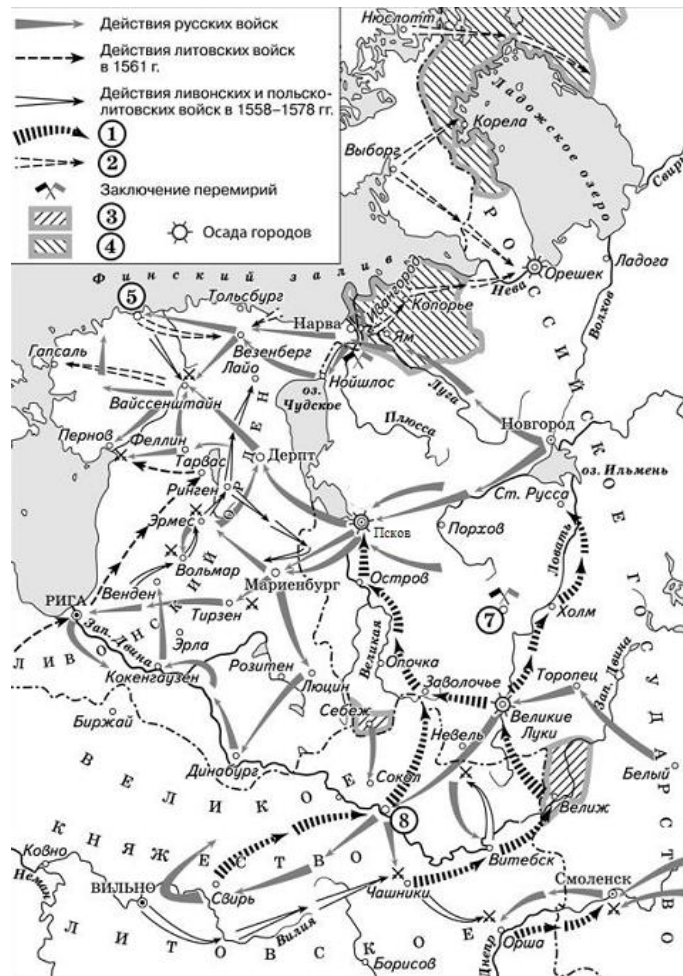 Действия русских войск
Действия литовских войск
в 1561 г.
Действия ливонских и польско-
литовских войск в 1558–1578 гг.
1
2
Заключение перемирий
3
4
Осада городов
Нюслотт
Корела
Ладожское озеро
Выборг
Свирь
Орешек
Ладога
Нева
Волхов
Финский залив
5
Тольсбург
Ивангород
Копорье
Нарва
Ям
Гапсаль
Везенберг
Лайо
Нойшлос
оз.
Чудское
Луга
Вайссенштайн
Плюсса
Новгород
Пернов
Феллин
Дерпт
оз. Ильмень
Тарвас
Ринген
Ст. Русса
Псков
Порхов
Эрмес
Ловать
Вольмар
Мариенбург
Остров
7
Холм
РИГА
Венден
Тирзен
Зап. Двина
Эрла
Великая
Опочка
Зап. Двина
Кокенгаузен
Розитен
Люцин
Заволочье
Торопец
Биржай
Себеж
Великие
Луки
Невель
Динабург
Сокол
Белый
Велиж
8
Ковно
Неман
Витебск
ВИЛЬНО
Свирь
Чашники
Смоленск
Вилия
Орша
Днепр
Борисов
ЛИВОНСКИЙ ОРДЕН
РОССИЙСКОЕ ГОСУДАРСТВО
ВЕЛИКОЕ
КНЯЖЕСТВО
ЛИТОВСКОЕ